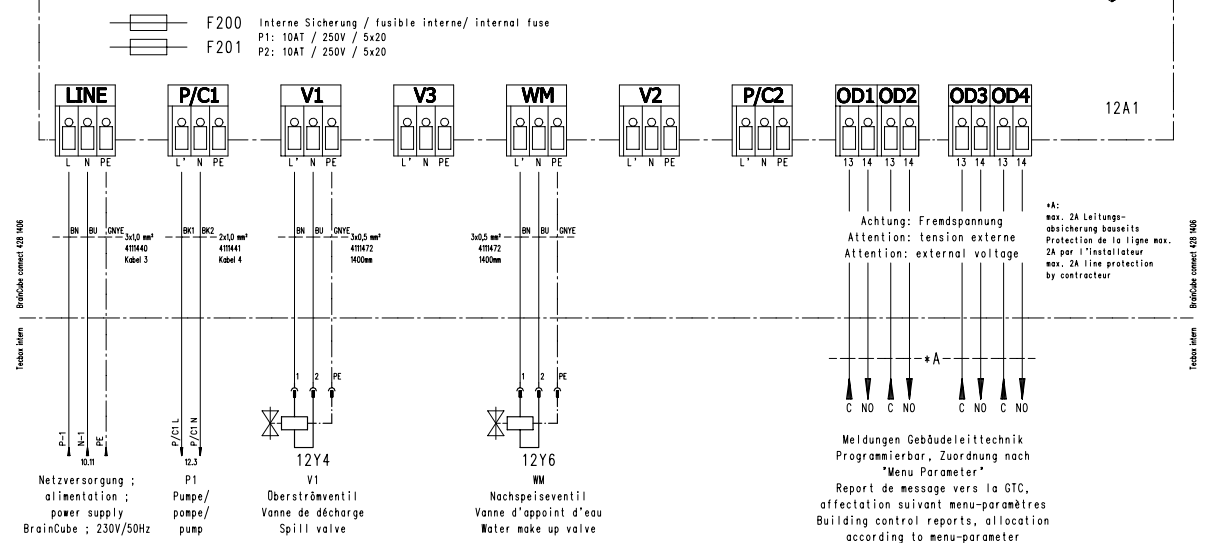 F200 Interne Sicherung / fusible interne/ internal fuse
P1: 10AT / 250V / 5x20
F201 P2: 10AT / 250V / 5x20
LINE P/C1 V1 V3 WM V2 P/C2 OD1 OD2 OD3 OD4
12A1
L N PE L' N PE L' N PE L' N PE L' N PE L' N PE 13 14 13 14 13 14 13 14
L' N
BrainCube connect 42B 1406
BN BU GNYE
3x1,0 mm²
4111440
Kabel 3
BK1 BK2
2x1,0 mm²
4111441
Kabel 4
BN BU GNYE
3x0,5 mm²
4111472
1400mm
3x0,5 mm²
4111472
1400mm
BN BU GNYE
Achtung: Fremdspannung
Attention: tension externe
Attention: external voltage
*A:
max. 2A Leitungs-
absicherung bauseits
Protection de la ligne max.
2A par l'installateur
max. 2A line protection
by contracteur
BrainCube connect 42B 1406
Tecbox intern
Tecbox intern
*A
1 2 PE
1 2 PE
C NO C NO C NO C NO
P-1 N-1 PE
10.11
P/C1 L P/C1 N
12.3
12Y4
12Y6
Netzversorgung ;
alimentation ;
power supply
BrainCube ; 230V/50Hz
P1
Pumpe/
pompe/
pump
V1
Überströmventil
Vanne de décharge
Spill valve
WM
Nachspeiseventil
Vanne d'appoint d'eau
Water make up valve
Meldungen Gebäudeleittechnik
Programmierbar, Zuordnung nach
"Menu Parameter"
Report de message vers la GTC,
affectation suivant menu-paramètres
Building control reports, allocation
according to menu-parameter